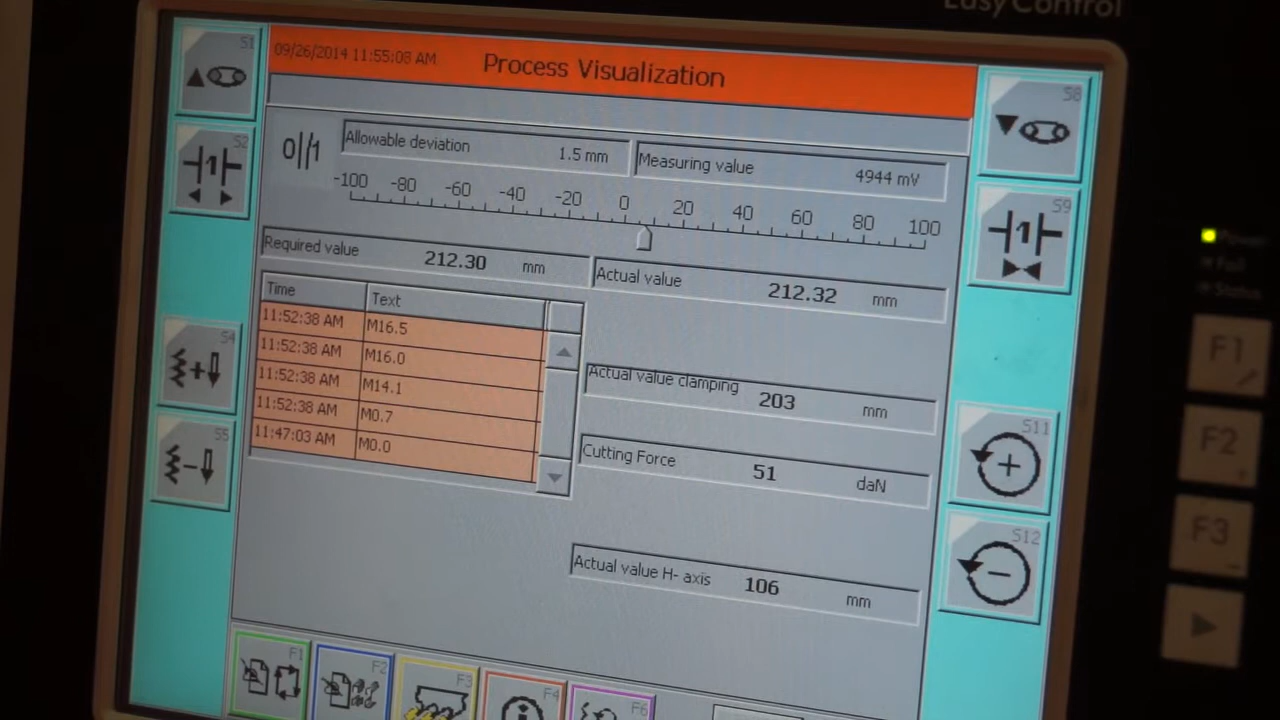 EasyControl
S1
09/26/2014 11:55:08 AM
Process Visualization
S8
S2
0//1
Allowable deviation 1.5 mm
Measuring value 4944 mV
-100 -80 -60 -40 -20 0 20 40 60 80 100
1
S9
1
Required value 212.30 mm
Actual value 212.32 mm
Time Text
11:52:38 AM M16.5
11:52:38 AM M16.0
11:52:38 AM M14.1
11:52:38 AM M0.7
11:47:03 AM M0.0
S4
S5
Actual value clamping 203 mm
Cutting Force 51 daN
Actual value H- axis 106 mm
S11
S12
Power
Fail
Status
F1
F2
F3
F1
F2
F3
F4
F6